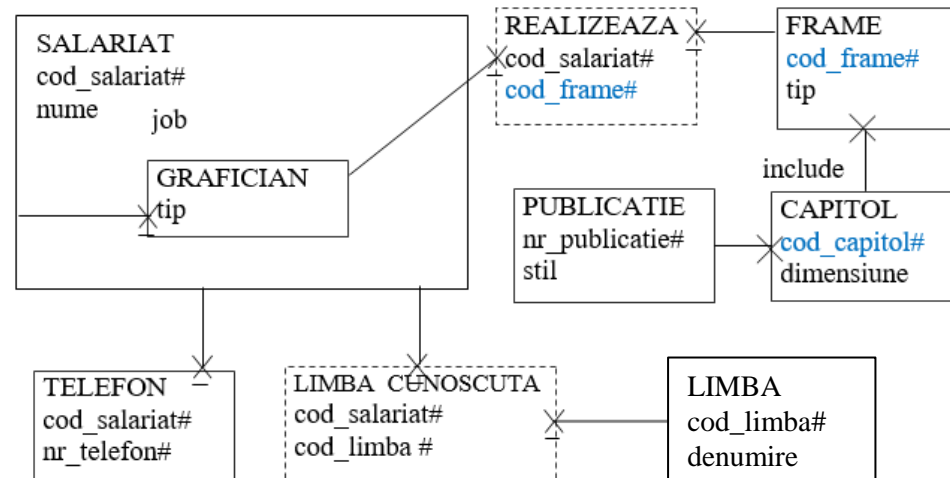 SALARIAT
cod_salariat#
nume
job
GRAFICIAN
tip
REALIZEAZA
cod_salariat#
cod_frame#
FRAME
cod_frame#
tip
include
PUBLICATIE
nr_publicatie#
stil
CAPITOL
cod_capitol#
dimensiune
TELEFON
cod_salariat#
nr_telefon#
LIMBA CUNOSCUTA
cod_salariat#
cod_limba #
LIMBA
cod_limba#
denumire